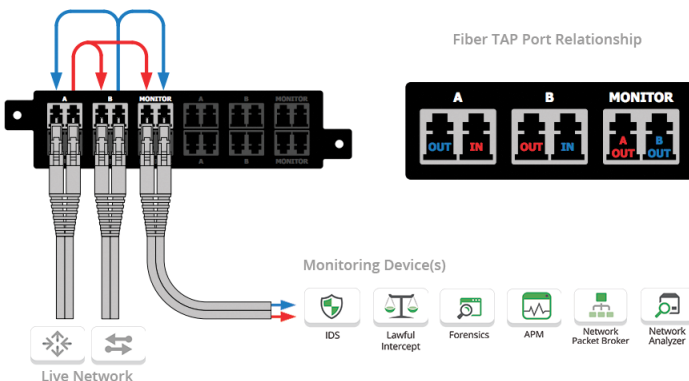 Fiber TAP Port Relationship
A B MONITOR
OUT IN OUT IN A OUT B OUT
A B MONITOR A B MONITOR
A B MONITOR
Monitoring Device(s)
IDS
Lawful Intercept
Forensics
APM
Network Packet Broker
Network Analyzer
Live Network